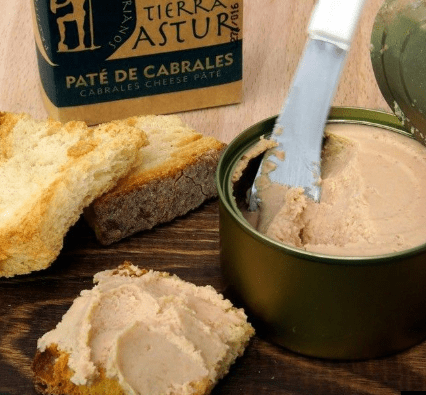 TIERRA
ASTUR
PATÉ DE CABRALES
CABRALES CHEESE PÂTÉ